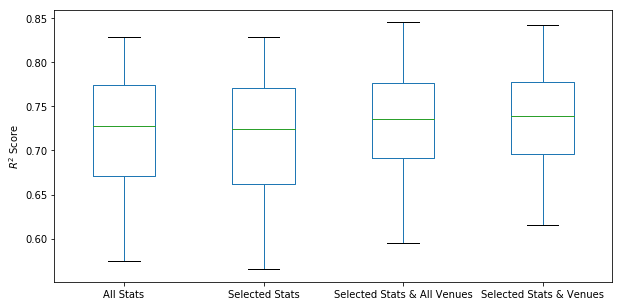 0.85
0.80
0.75
0.70
0.65
0.60
R² Score
All Stats
Selected Stats
Selected Stats & All Venues
Selected Stats & Venues